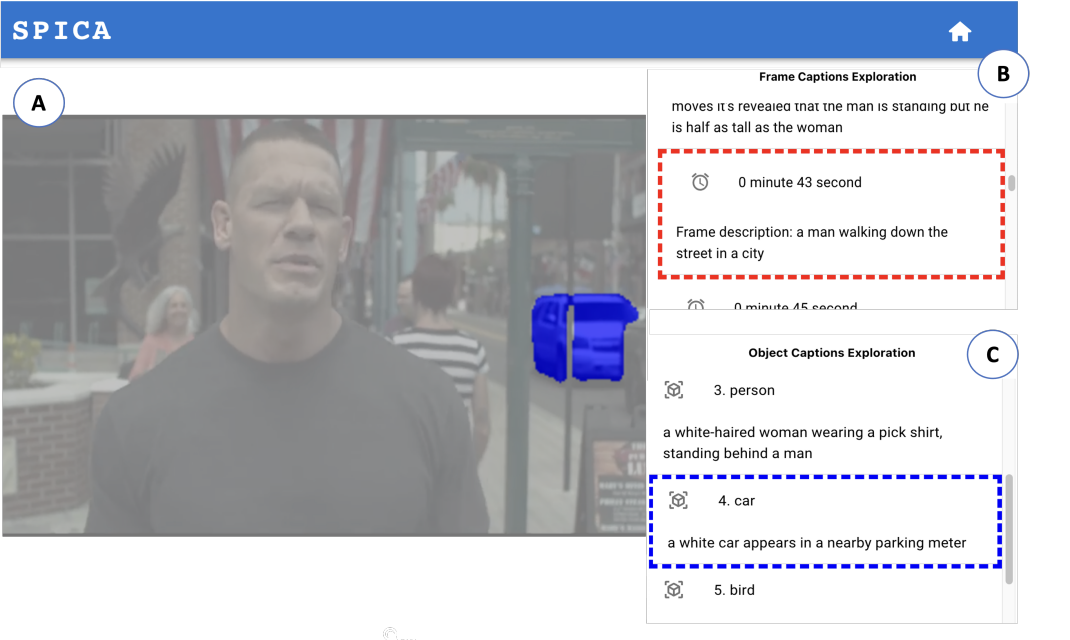 SPICA
A
B
Frame Captions Exploration
moves it's revealed that the man is standing but he
is half as tall as the woman
0 minute 43 second
Frame description: a man walking down the
street in a city
0 minute 45 second
C
Object Captions Exploration
3. person
a white-haired woman wearing a pick shirt,
standing behind a man
4. car
a white car appears in a nearby parking meter
5. bird